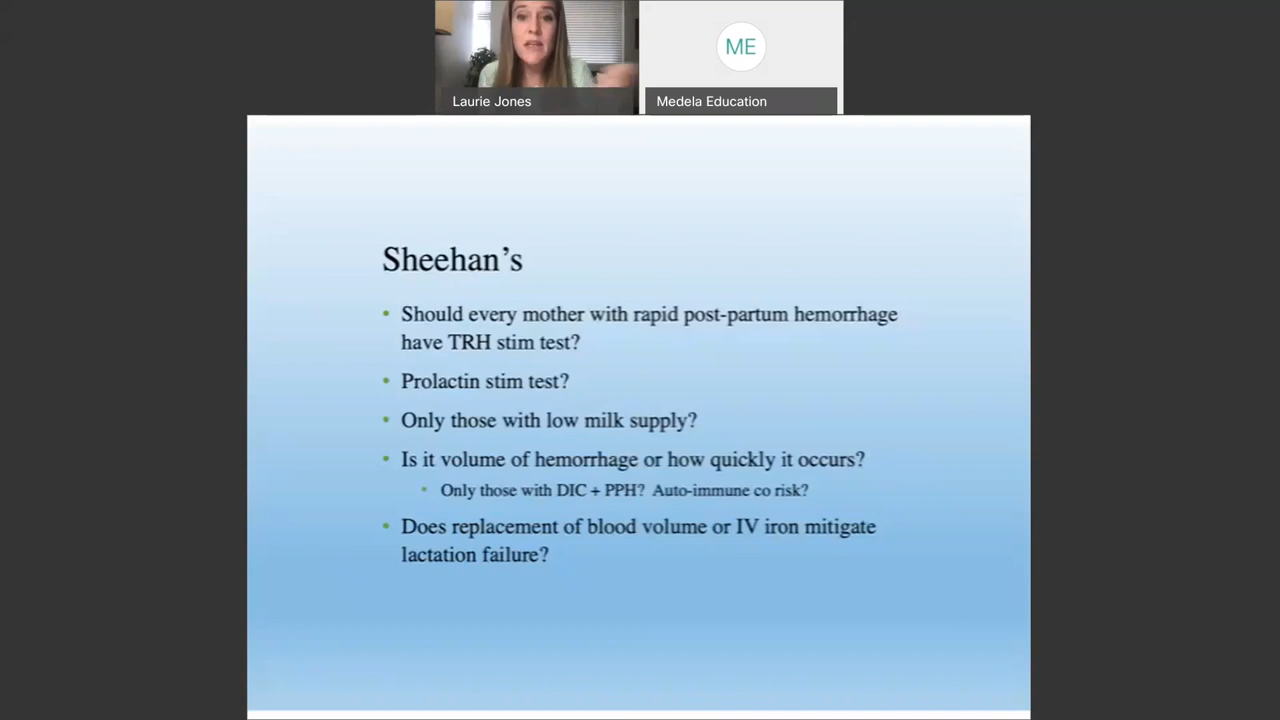 ME
Laurie Jones
Medela Education
Sheehan’s
• Should every mother with rapid post-partum hemorrhage
have TRH stim test?
• Prolactin stim test?
• Only those with low milk supply?
• Is it volume of hemorrhage or how quickly it occurs?
• Only those with DIC + PPH? Auto-immune co risk?
• Does replacement of blood volume or IV iron mitigate
lactation failure?